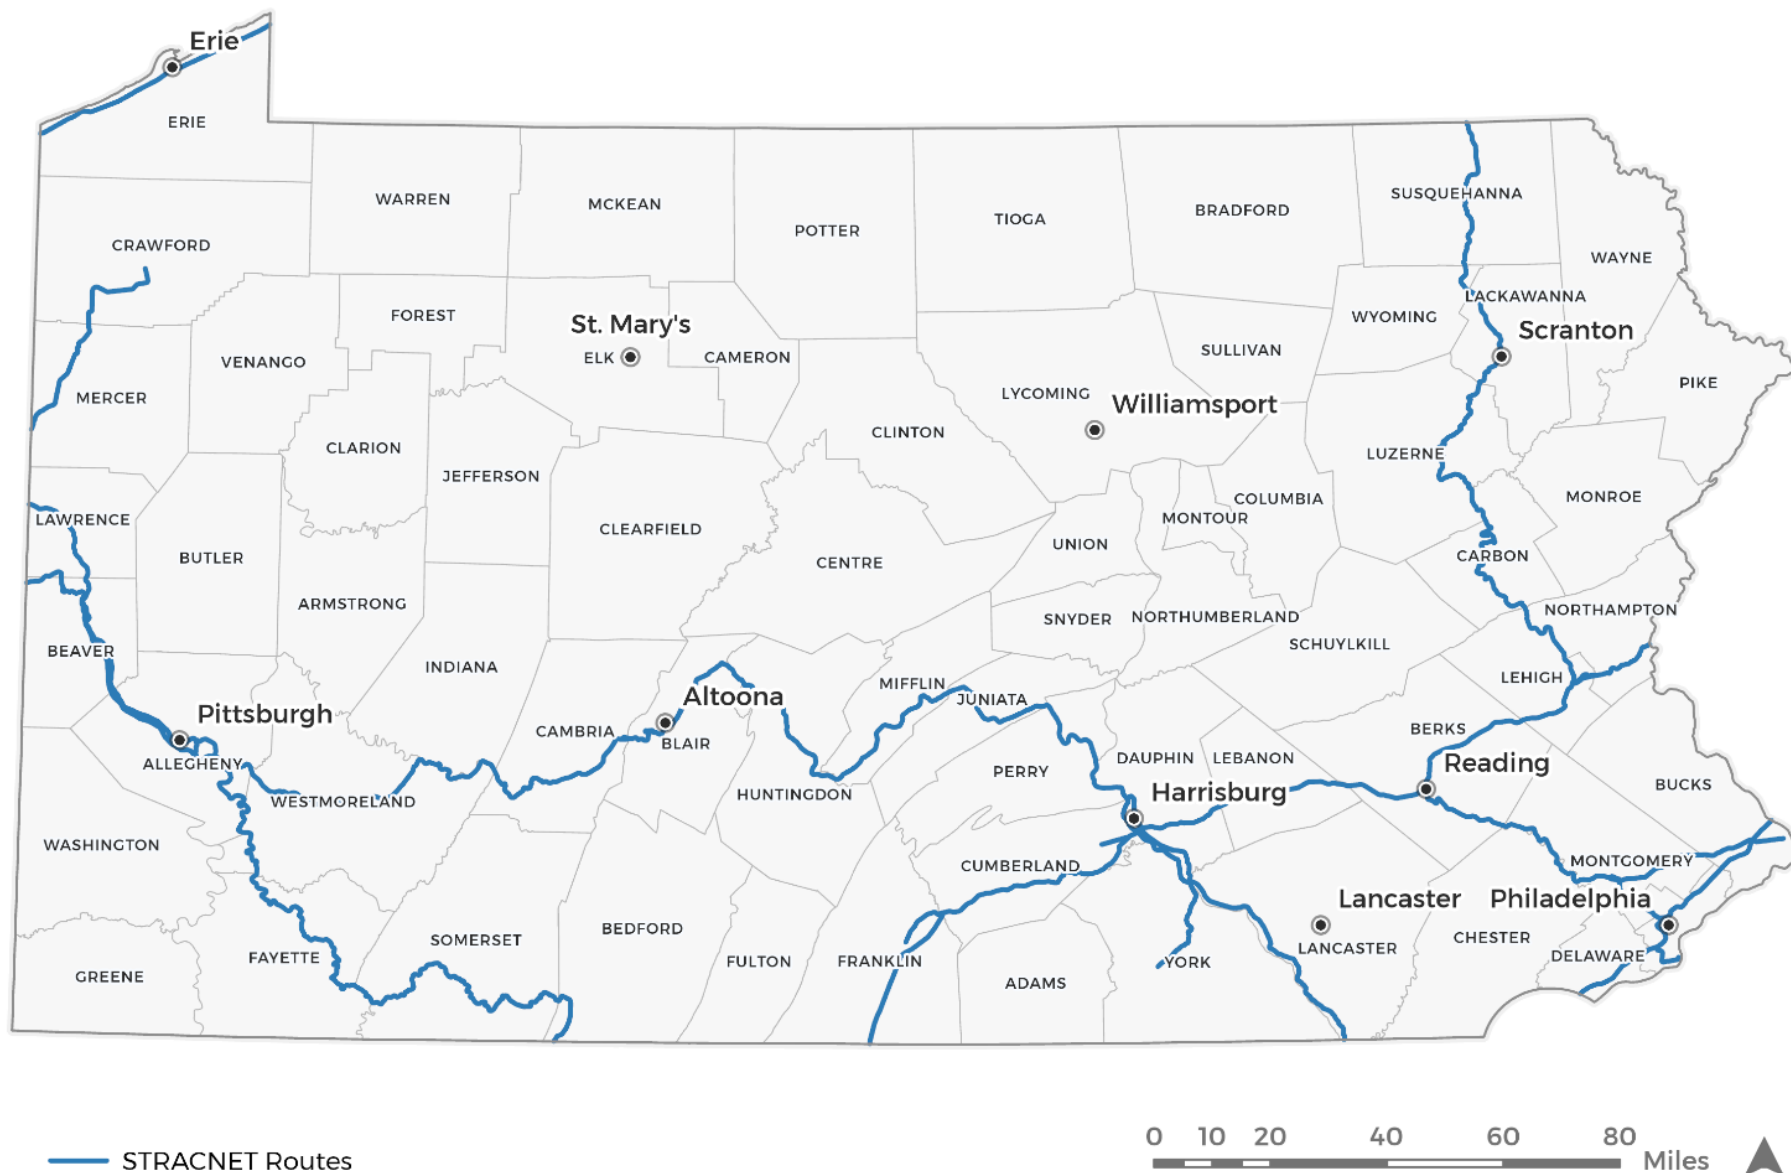 Erie
ERIE
WARREN
MCKEAN
POTTER
TIOGA
BRADFORD
SUSQUEHANNA
WAYNE
CRAWFORD
FOREST
St. Mary's
ELK
CAMERON
VENANGO
MERCER
LYCOMING
SULLIVAN
WYOMING
LACKAWANNA
Scranton
PIKE
Williamsport
CLINTON
CLARION
JEFFERSON
LUZERNE
COLUMBIA
MONTOUR
MONROE
LAWRENCE
BUTLER
CLEARFIELD
CENTRE
UNION
CARBON
ARMSTRONG
SNYDER
NORTHUMBERLAND
NORTHAMPTON
SCHUYLKILL
BEAVER
INDIANA
MIFFLIN
JUNIATA
LEHIGH
Pittsburgh
ALLEGHENY
CAMBRIA
Altoona
BLAIR
BERKS
DAUPHIN
LEBANON
PERRY
Reading
BUCKS
WESTMORELAND
HUNTINGDON
Harrisburg
WASHINGTON
CUMBERLAND
MONTGOMERY
Lancaster
Philadelphia
LANCASTER
CHESTER
DELAWARE
GREENE
FAYETTE
SOMERSET
BEDFORD
FULTON
FRANKLIN
ADAMS
YORK
STRACNET Routes
0 10 20 40 60 80
Miles